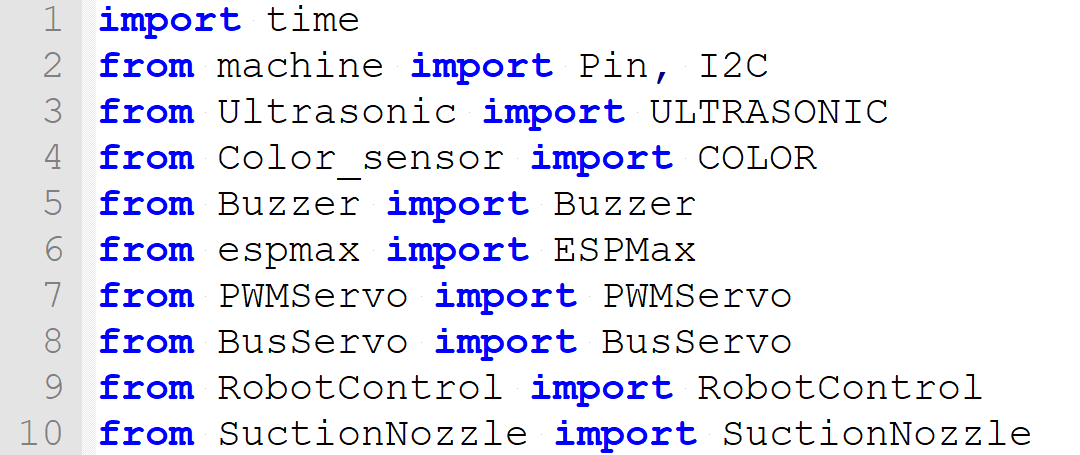 1 import time
2 from machine import Pin, I2C
3 from Ultrasonic import ULTRASONIC
4 from Color_sensor import COLOR
5 from Buzzer import Buzzer
6 from espmax import ESPMax
7 from PWMServo import PWMServo
8 from BusServo import BusServo
9 from RobotControl import RobotControl
10 from SuctionNozzle import SuctionNozzle